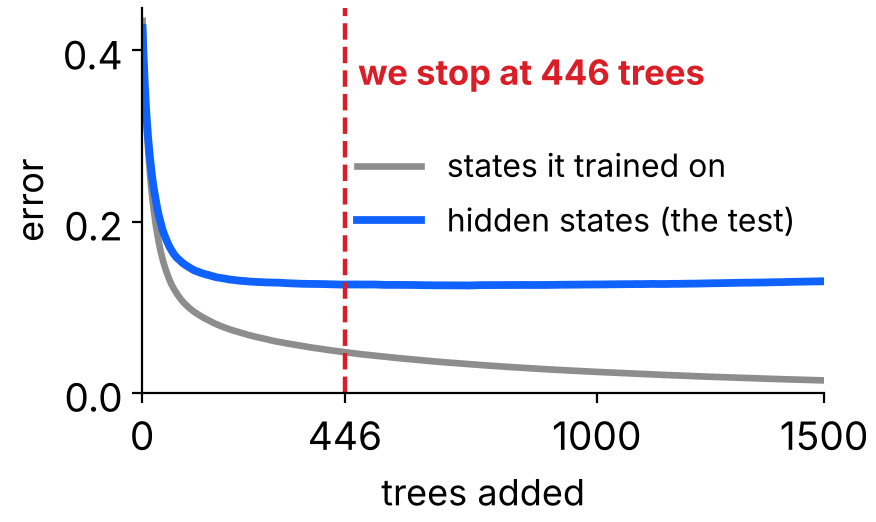 0.4
we stop at 446 trees
states it trained on
error
0.2
hidden states (the test)
0.0
0
446
1000
1500
trees added